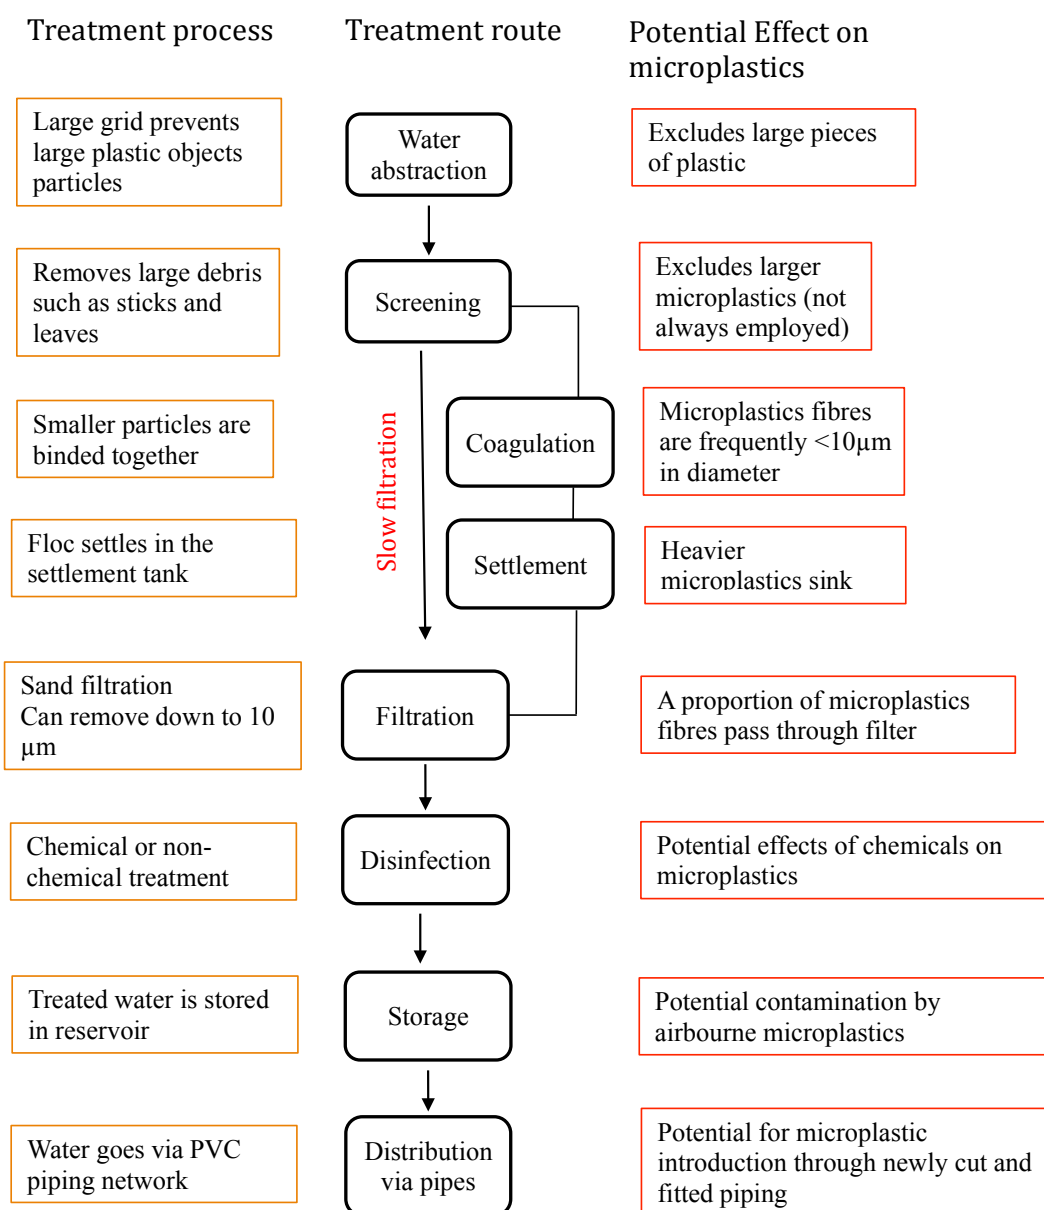 Treatment process
Treatment route
Potential Effect on
microplastics
Large grid prevents
large plastic objects
particles
Water
abstraction
Excludes large pieces
of plastic
Removes large debris
such as sticks and
leaves
Screening
Excludes larger
microplastics (not
always employed)
Slow filtration
Smaller particles are
binded together
Coagulation
Microplastics fibres
are frequently <10µm
in diameter
Floc settles in the
settlement tank
Settlement
Heavier
microplastics sink
Sand filtration
Can remove down to 10
µm
Filtration
A proportion of microplastics
fibres pass through filter
Chemical or non-
chemical treatment
Disinfection
Potential effects of chemicals on
microplastics
Treated water is stored
in reservoir
Storage
Potential contamination by
airbourne microplastics
Water goes via PVC
piping network
Distribution
via pipes
Potential for microplastic
introduction through newly cut and
fitted piping